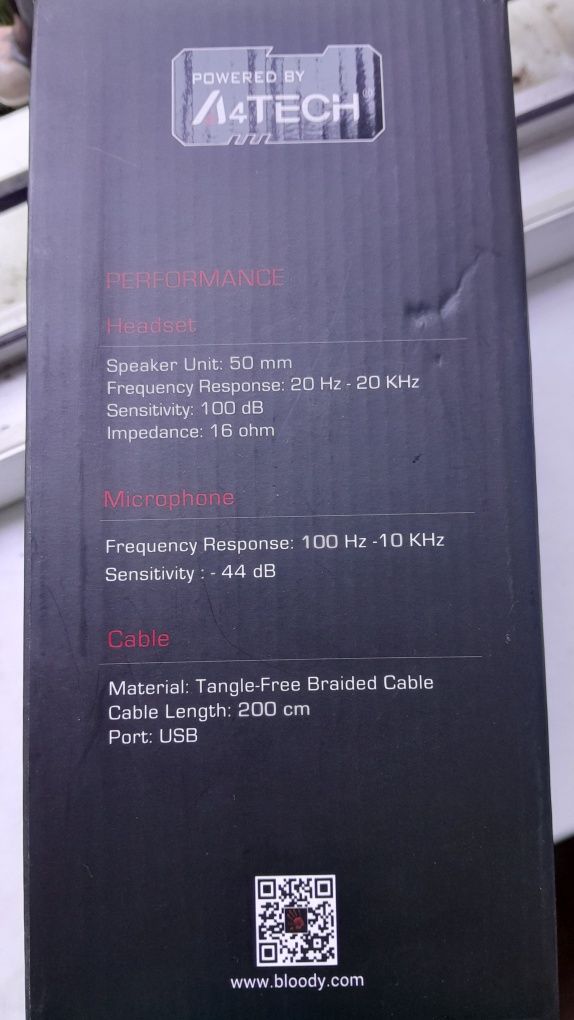 POWERED BY
A4TECH®
PERFORMANCE
Headset
Speaker Unit: 50 mm
Frequency Response: 20 Hz - 20 KHz
Sensitivity: 100 dB
Impedance: 16 ohm
Microphone
Frequency Response: 100 Hz -10 KHz
Sensitivity : - 44 dB
Cable
Material: Tangle-Free Braided Cable
Cable Length: 200 cm
Port: USB
www.bloody.com